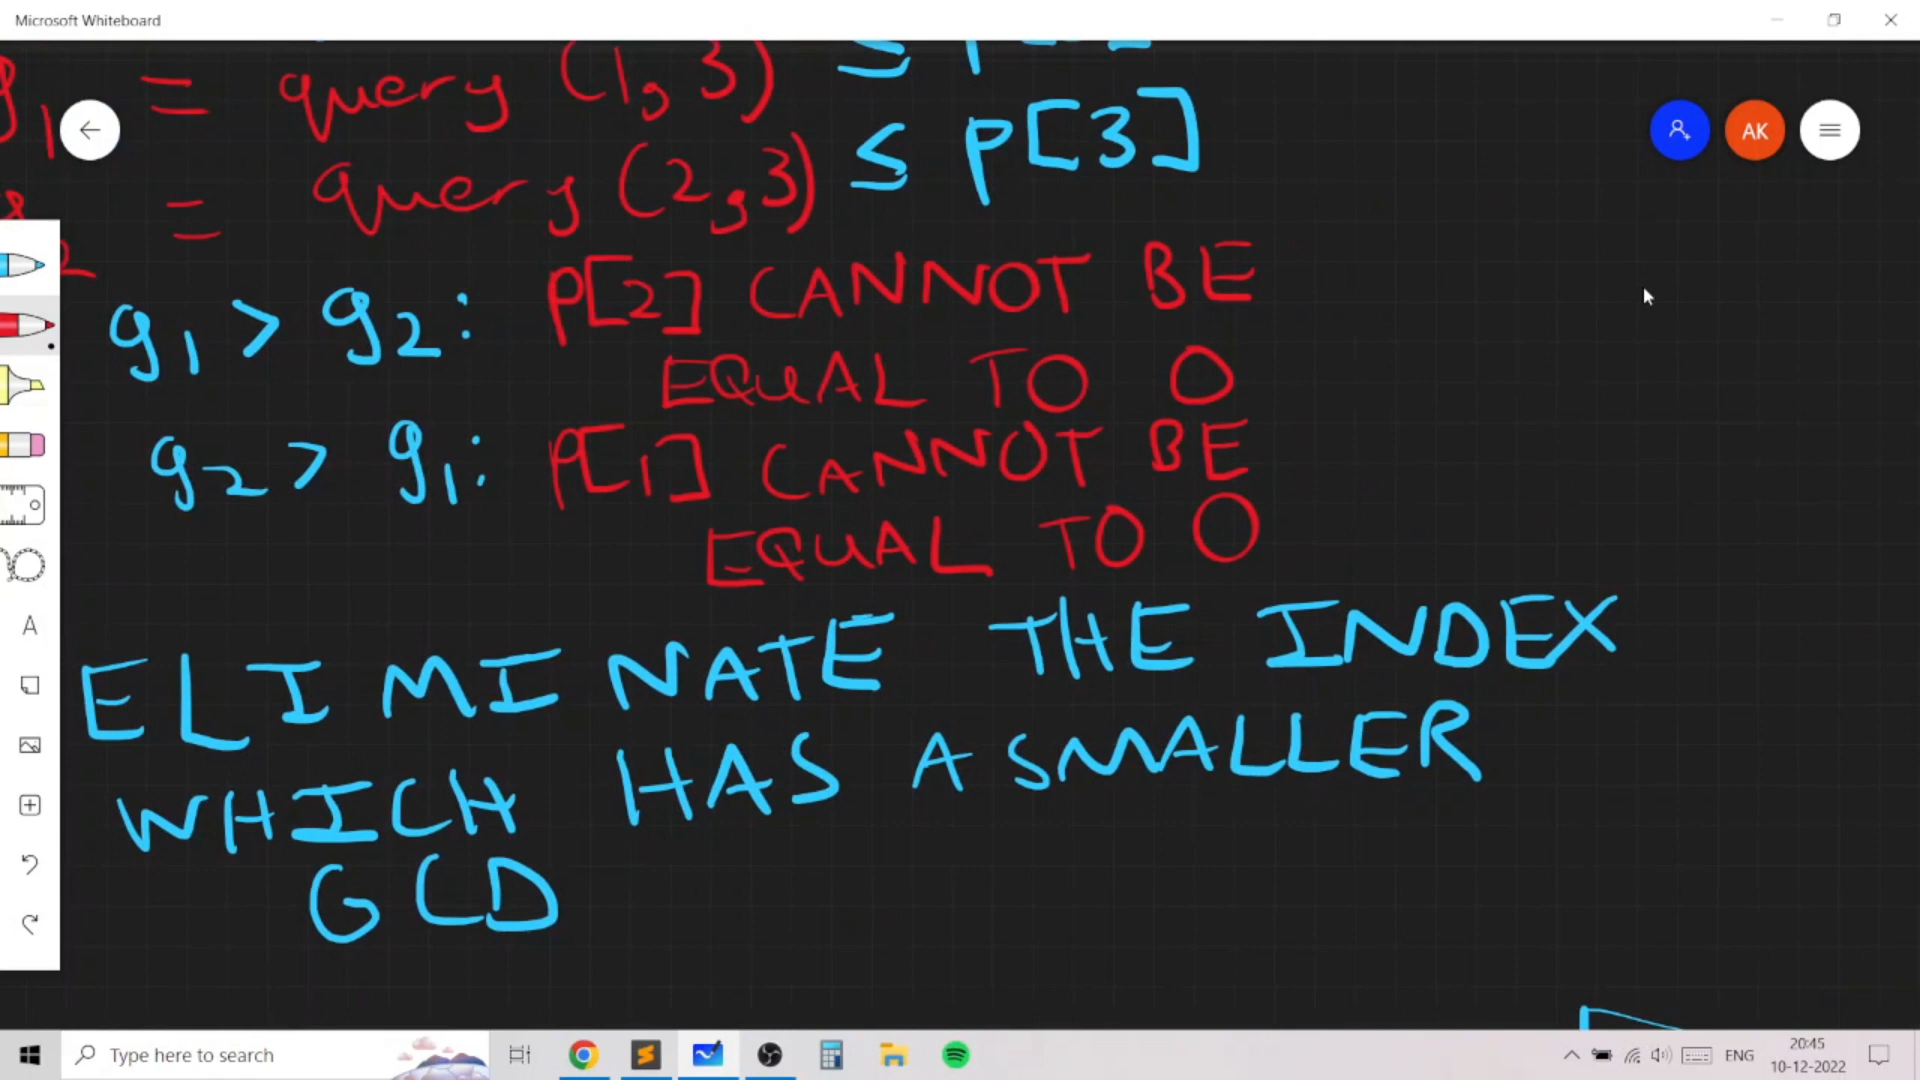 Microsoft Whiteboard
g1 = query (1, 3) ≤
= query (2, 3) ≤ p[3]
AK
2
g1 > g2: p[2] CANNOT BE
EQUAL TO 0
g2 > g1: p[1] CANNOT BE
EQUAL TO 0
ELIMINATE THE INDEX
WHICH HAS A SMALLER
GCD
A
Type here to search
ENG
20:45
10-12-2022